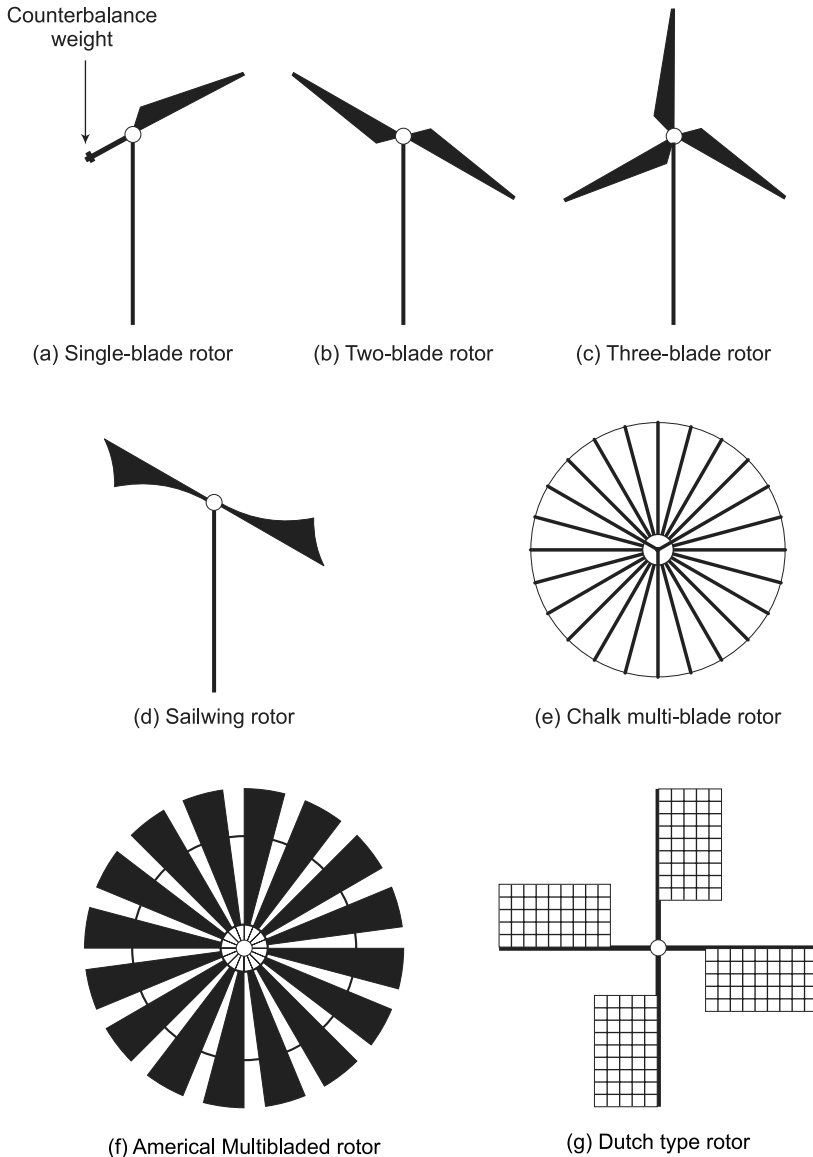 Counterbalance
weight
(a) Single-blade rotor
(b) Two-blade rotor
(c) Three-blade rotor
(d) Sailwing rotor
(e) Chalk multi-blade rotor
(f) Americal Multibladed rotor
(g) Dutch type rotor